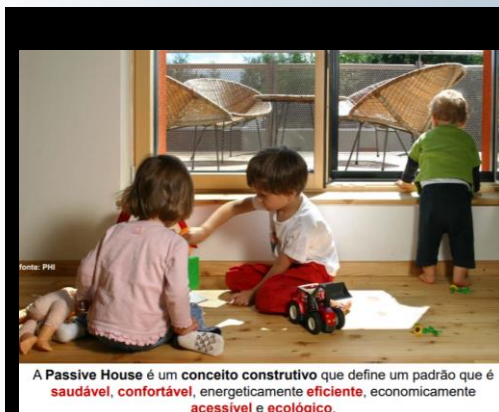 fonte: PHI
A Passive House é um conceito construtivo que define um padrão que é
saudável, confortável, energeticamente eficiente, economicamente
acessível e ecológico.